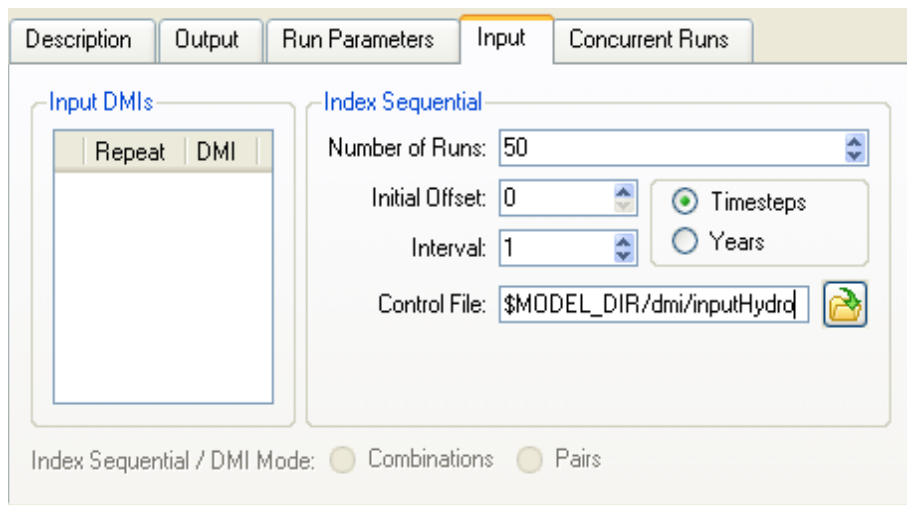 Description Output Run Parameters Input Concurrent Runs
Input DMIs
Repeat DMI
Index Sequential
Number of Runs: 50
Initial Offset: 0
Timesteps
Interval: 1
Years
Control File: $MODEL_DIR/dmi/inputHydro
Index Sequential / DMI Mode: Combinations Pairs